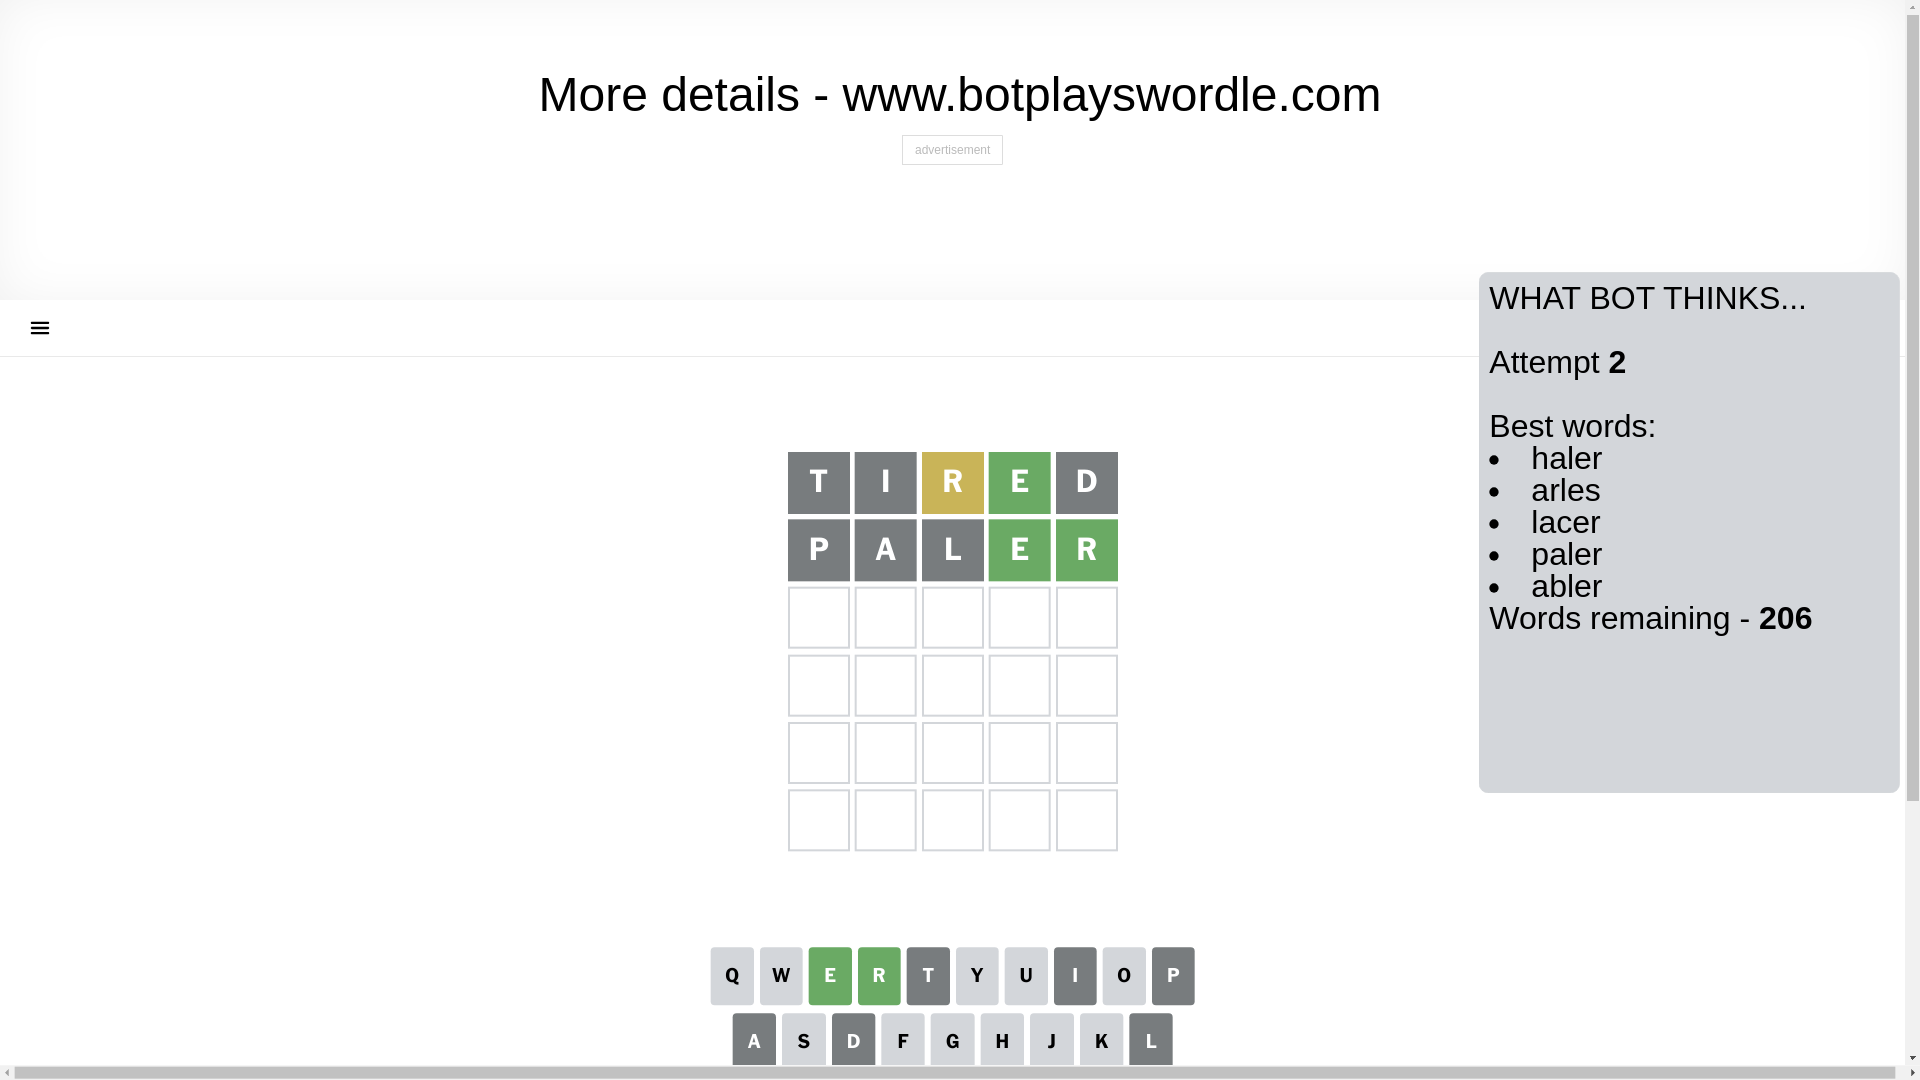 More details - www.botplayswordle.com
advertisement
WHAT BOT THINKS...
Attempt 2
Best words:
• haler
• arles
• lacer
• paler
• abler
Words remaining - 206
T I R E D
P A L E R
Q W E R T Y U I O P
A S D F G H J K L